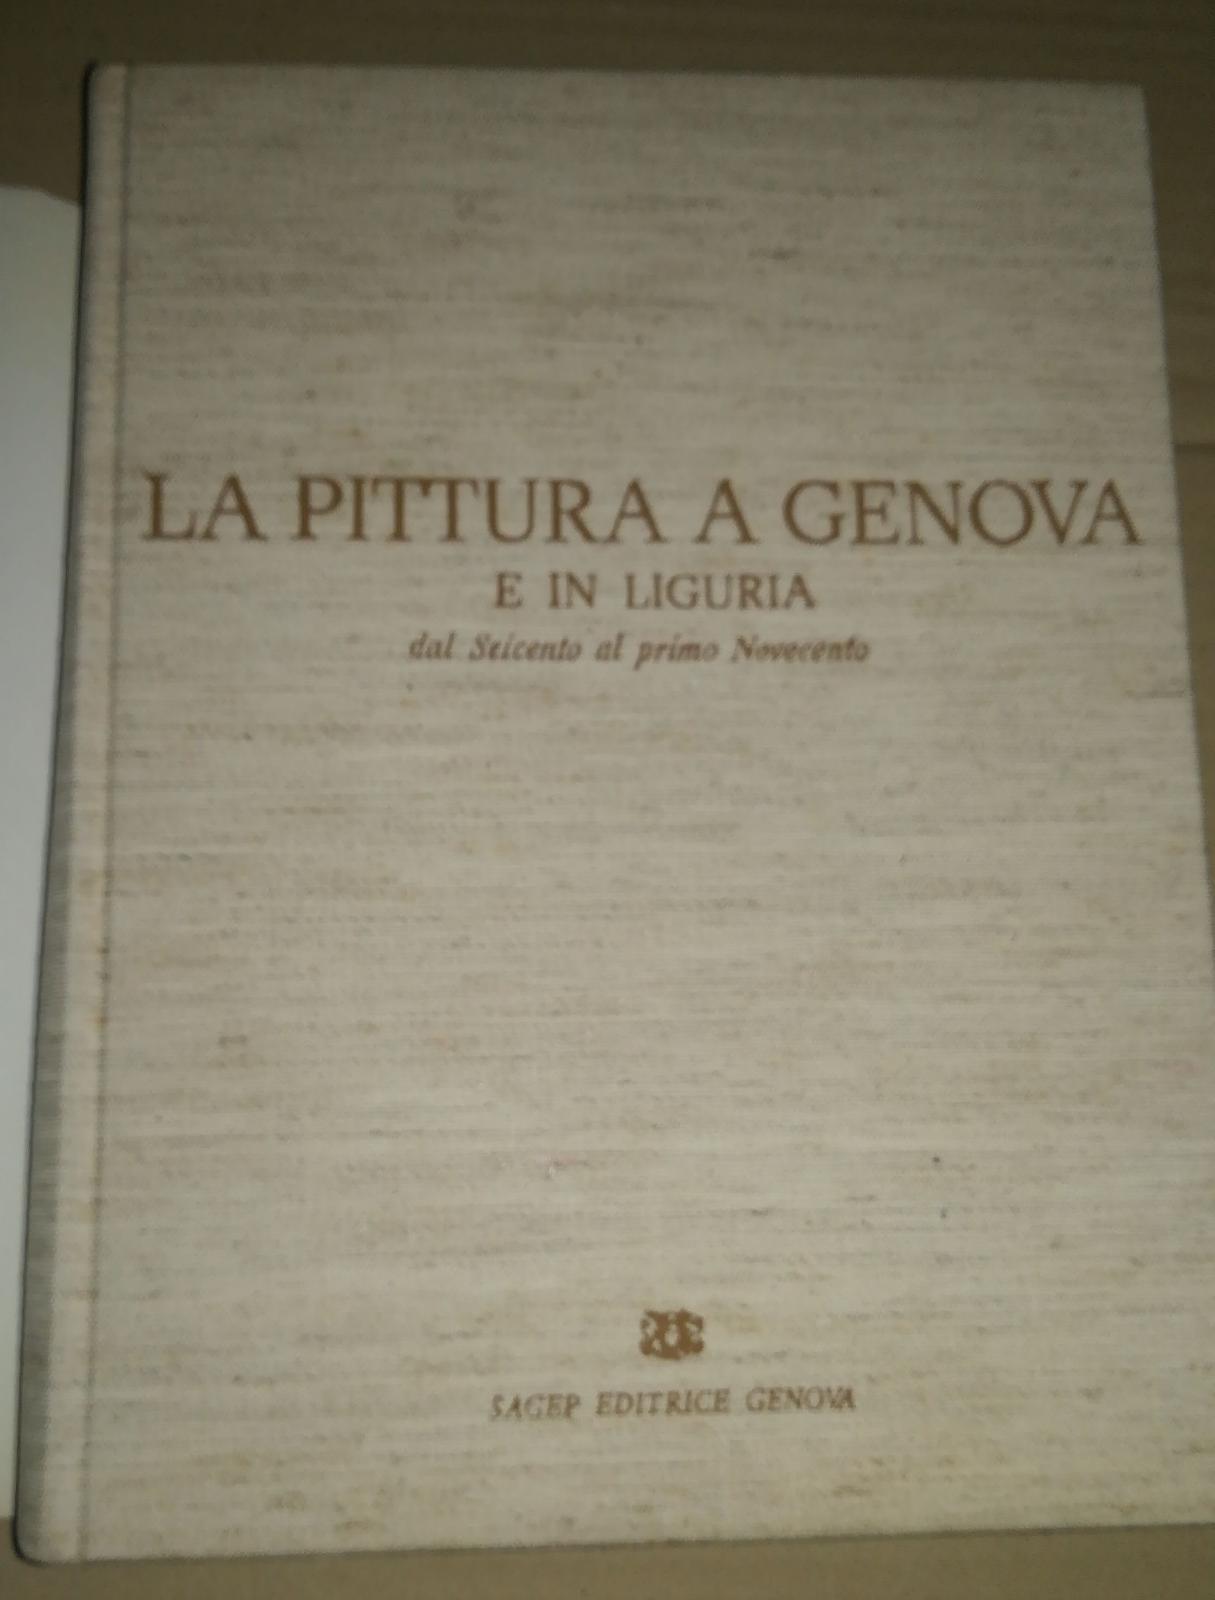 LA PITTURA A GENOVA
E IN LIGURIA
dal Seicento al primo Novecento
SAGEP EDITRICE GENOVA